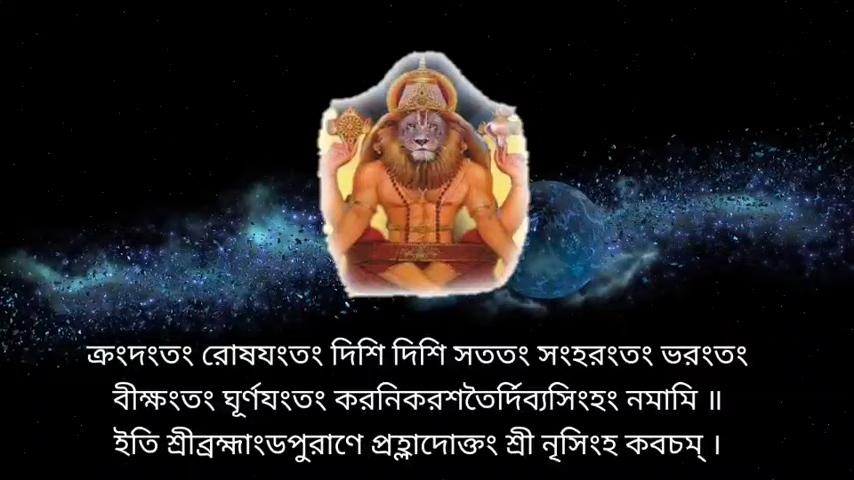 ক্রংদংতং রোষযংতং দিশি দিশি সততং সংহরংতং ভরংতং
বীক্ষংতং ঘূর্ণযংতং করনিকরশতৈর্দিব্যসিংহং নমামি ॥
ইতি শ্রীব্রহ্মাংডপুরাণে প্রহ্লাদোক্তং শ্রী নৃসিংহ কবচম্ ।